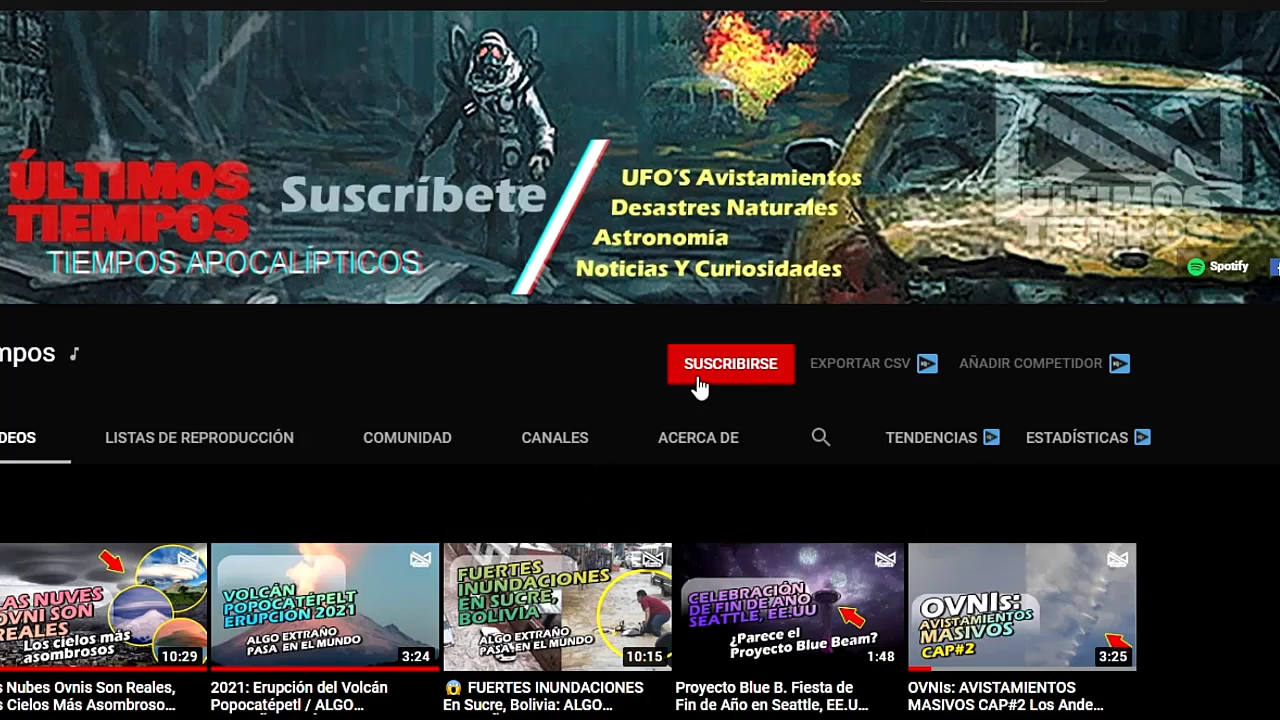 ÚLTIMOS
TIEMPOS
TIEMPOS APOCALÍPTICOS
Suscríbete
UFO'S Avistamientos
Desastres Naturales
Astronomía
Noticias Y Curiosidades
ULTIMOS
TIEMPOS
Spotify
mpos
SUSCRIBIRSE
EXPORTAR CSV
AÑADIR COMPETIDOR
DEOS
LISTAS DE REPRODUCCIÓN
COMUNIDAD
CANALES
ACERCA DE
TENDENCIAS
ESTADÍSTICAS
LAS NUVES
OVNI SON
REALES
Los cielos más
asombrosos
10:29
VOLCÁN
POPOCATÉPELT
ERUPCIÓN 2021
ALGO EXTRAÑO
PASA EN EL MUNDO
3:24
FUERTES
INUNDACIONES
EN SUCRE,
BOLIVIA
ALGO EXTRAÑO
PASA EN EL MUNDO
10:15
CELEBRACIÓN
DE FIN DE AÑO
SEATTLE, EE.UU
¿Parece el
Proyecto Blue Beam?
1:48
OVNIs:
AVISTAMIENTOS
MASIVOS
CAP#2
3:25
s Nubes Ovnis Son Reales,
s Cielos Más Asombroso...
2021: Erupción del Volcán
Popocatépetl / ALGO...
😱 FUERTES INUNDACIONES
En Sucre, Bolivia: ALGO...
Proyecto Blue B. Fiesta de
Fin de Año en Seattle, EE.U...
OVNIs: AVISTAMIENTOS
MASIVOS CAP#2 Los Ande...